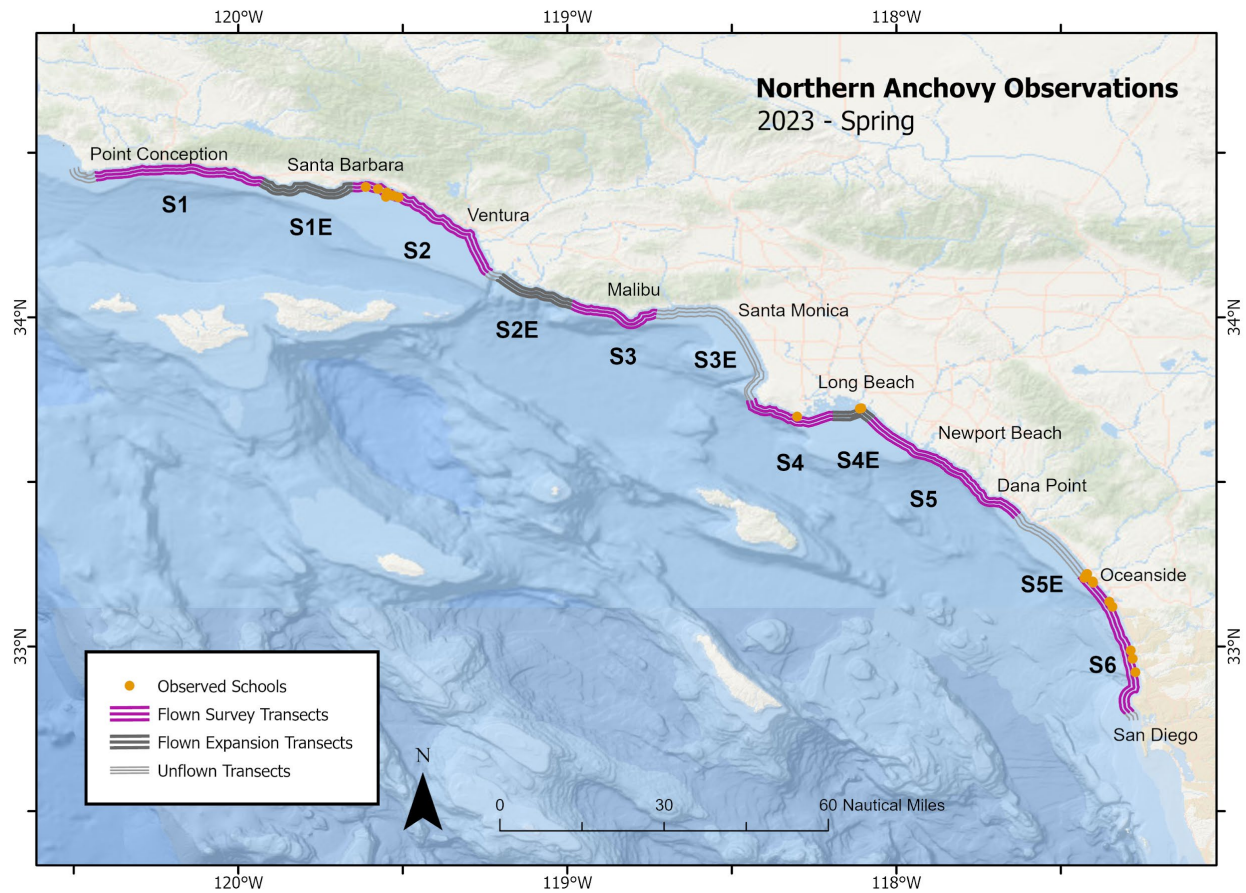 120°W 119°W 118°W
Northern Anchovy Observations
2023 - Spring
Point Conception
Santa Barbara
S1
S1E
Ventura
S2
34°N
34°N
Malibu
Santa Monica
S2E
S3
S3E
Long Beach
Newport Beach
S4
S4E
Dana Point
S5
Oceanside
S5E
33°N
33°N
S6
San Diego
Observed Schools
Flown Survey Transects
Flown Expansion Transects
Unflown Transects
N
0 30 60 Nautical Miles
120°W 119°W 118°W